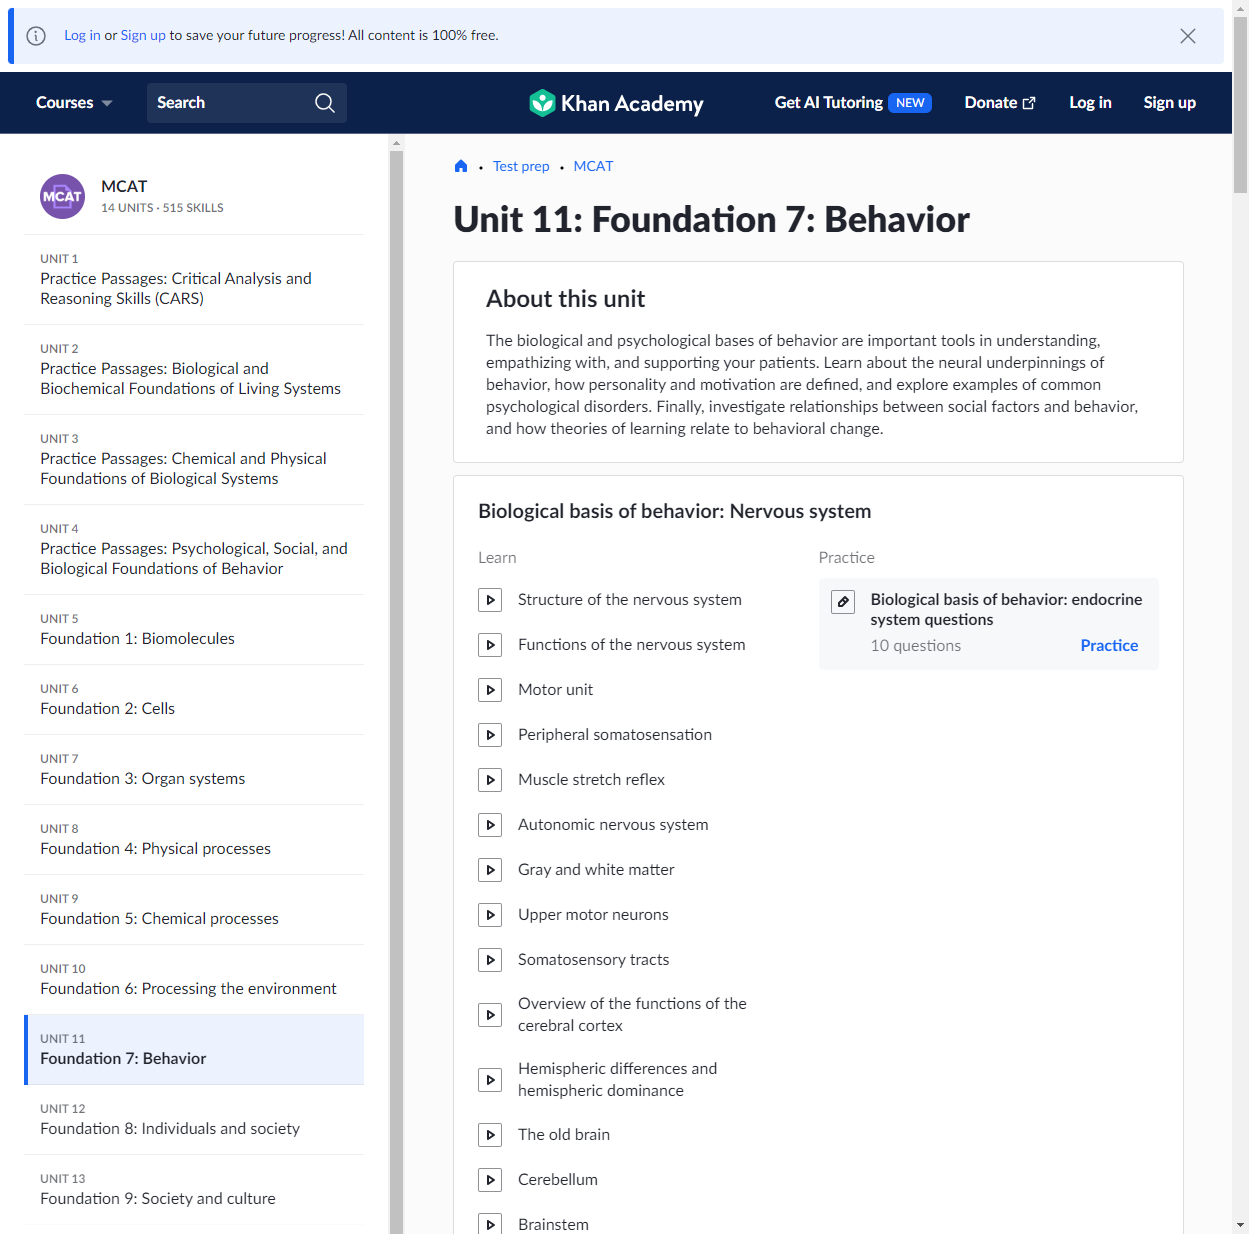 Log in or Sign up to save your future progress! All content is 100% free.
Courses
Search
Khan Academy
Get AI Tutoring NEW
Donate
Log in
Sign up
MCAT
MCAT
14 UNITS · 515 SKILLS
UNIT 1
Practice Passages: Critical Analysis and
Reasoning Skills (CARS)
UNIT 2
Practice Passages: Biological and
Biochemical Foundations of Living Systems
UNIT 3
Practice Passages: Chemical and Physical
Foundations of Biological Systems
UNIT 4
Practice Passages: Psychological, Social, and
Biological Foundations of Behavior
UNIT 5
Foundation 1: Biomolecules
UNIT 6
Foundation 2: Cells
UNIT 7
Foundation 3: Organ systems
UNIT 8
Foundation 4: Physical processes
UNIT 9
Foundation 5: Chemical processes
UNIT 10
Foundation 6: Processing the environment
UNIT 11
Foundation 7: Behavior
UNIT 12
Foundation 8: Individuals and society
UNIT 13
Foundation 9: Society and culture
• Test prep • MCAT
Unit 11: Foundation 7: Behavior
About this unit
The biological and psychological bases of behavior are important tools in understanding,
empathizing with, and supporting your patients. Learn about the neural underpinnings of
behavior, how personality and motivation are defined, and explore examples of common
psychological disorders. Finally, investigate relationships between social factors and behavior,
and how theories of learning relate to behavioral change.
Biological basis of behavior: Nervous system
Learn
Structure of the nervous system
Functions of the nervous system
Motor unit
Peripheral somatosensation
Muscle stretch reflex
Autonomic nervous system
Gray and white matter
Upper motor neurons
Somatosensory tracts
Overview of the functions of the
cerebral cortex
Hemispheric differences and
hemispheric dominance
The old brain
Cerebellum
Brainstem
Practice
Biological basis of behavior: endocrine
system questions
10 questions
Practice